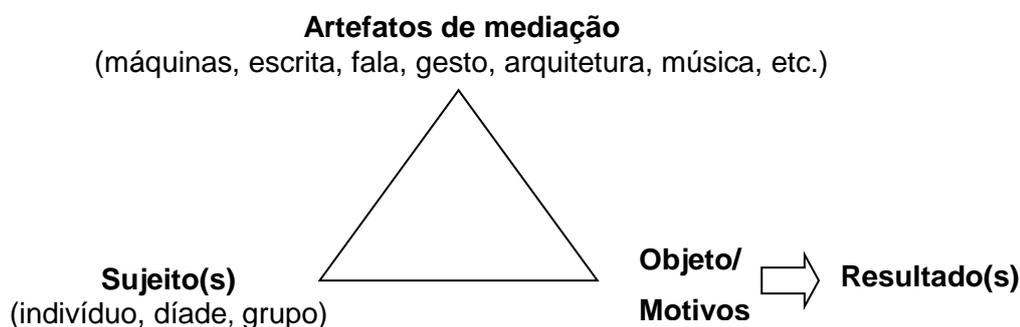 Artefatos de mediação
(máquinas, escrita, fala, gesto, arquitetura, música, etc.)
Sujeito(s)
(indivíduo, díade, grupo)
Objeto/
Motivos
Resultado(s)